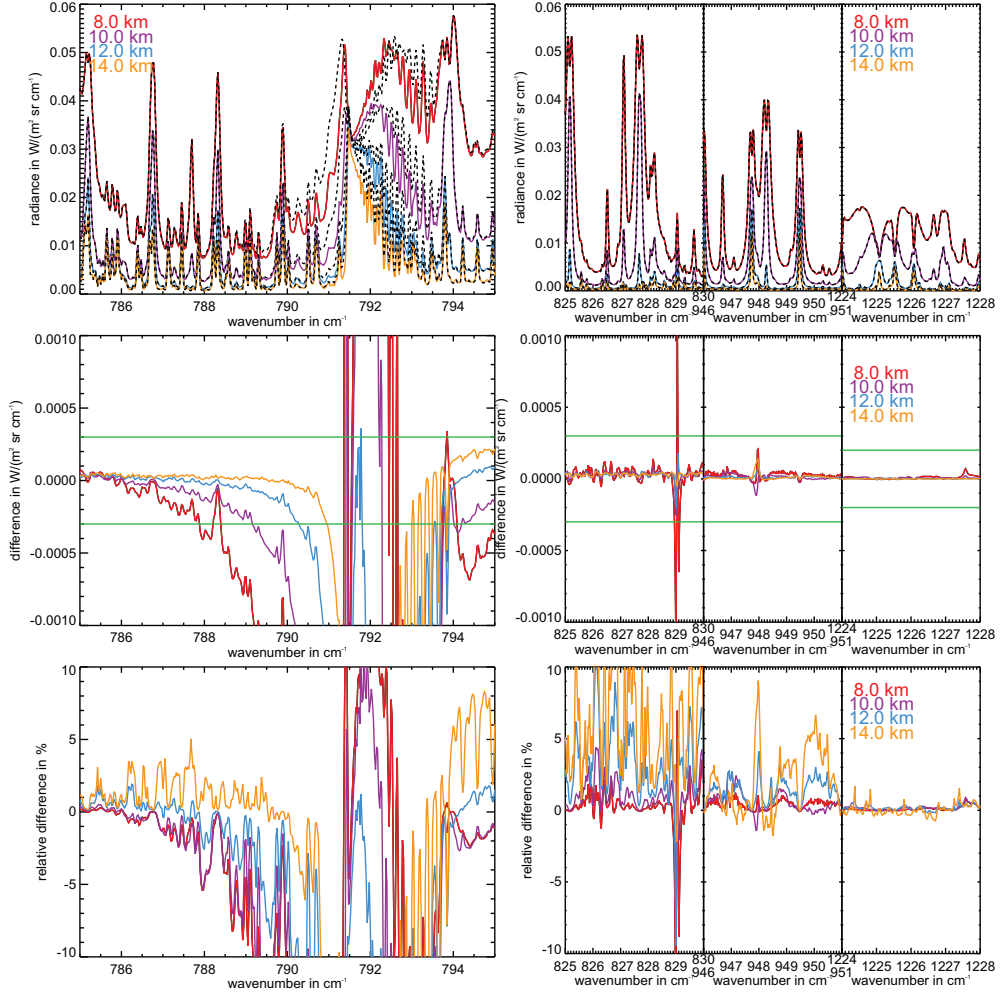 0.06
0.05
0.04
0.03
0.02
0.01
0.00
radiance in W/(m² sr cm⁻¹)
8.0 km
10.0 km
12.0 km
14.0 km
786 788 790 792 794
wavenumber in cm⁻¹
0.06
0.05
0.04
0.03
0.02
0.01
0.00
radiance in W/(m² sr cm⁻¹)
8.0 km
10.0 km
12.0 km
14.0 km
825 826 827 828 829 830
946 947 948 949 950 951
1224 1225 1226 1227 1228
wavenumber in cm⁻¹ wavenumber in cm⁻¹ wavenumber in cm⁻¹
0.0010
0.0005
0.0000
-0.0005
-0.0010
difference in W/(m² sr cm⁻¹)
786 788 790 792 794
wavenumber in cm⁻¹
0.0010
0.0005
0.0000
-0.0005
-0.0010
difference in W/(m² sr cm⁻¹)
8.0 km
10.0 km
12.0 km
14.0 km
825 826 827 828 829 830
946 947 948 949 950 951
1224 1225 1226 1227 1228
wavenumber in cm⁻¹ wavenumber in cm⁻¹ wavenumber in cm⁻¹
10
5
0
-5
-10
relative difference in %
786 788 790 792 794
wavenumber in cm⁻¹
10
5
0
-5
-10
relative difference in %
8.0 km
10.0 km
12.0 km
14.0 km
825 826 827 828 829 830
946 947 948 949 950 951
1224 1225 1226 1227 1228
wavenumber in cm⁻¹ wavenumber in cm⁻¹ wavenumber in cm⁻¹